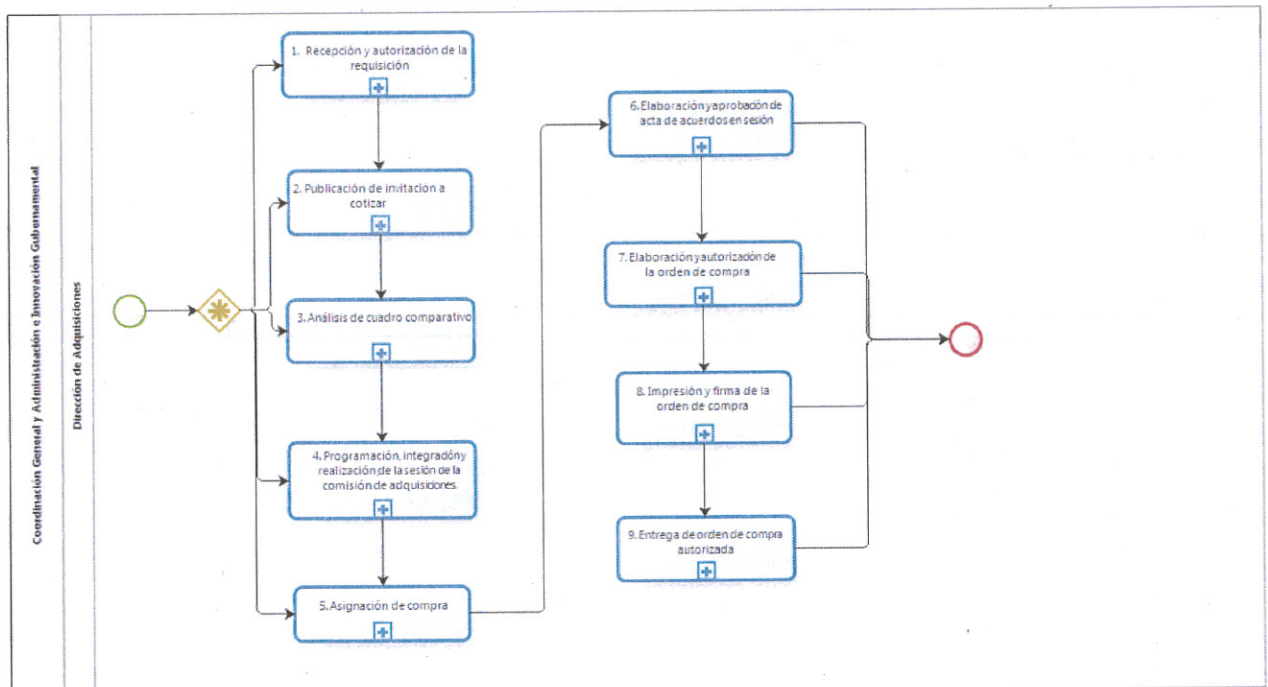 Coordinación General y Administración e Innovación Gubernamental
Dirección de Adquisiciones
1. Recepción y autorización de la
requisición
2. Publicación de invitación a
cotizar
3. Análisis de cuadro comparativo
4. Programación, integración y
realización de la sesión de la
comisión de adquisiciones.
5. Asignación de compra
6. Elaboración y aprobación de
acta de acuerdos en sesión
7. Elaboración y autorización de
la orden de compra
8. Impresión y firma de la
orden de compra
9. Entrega de orden de compra
autorizada